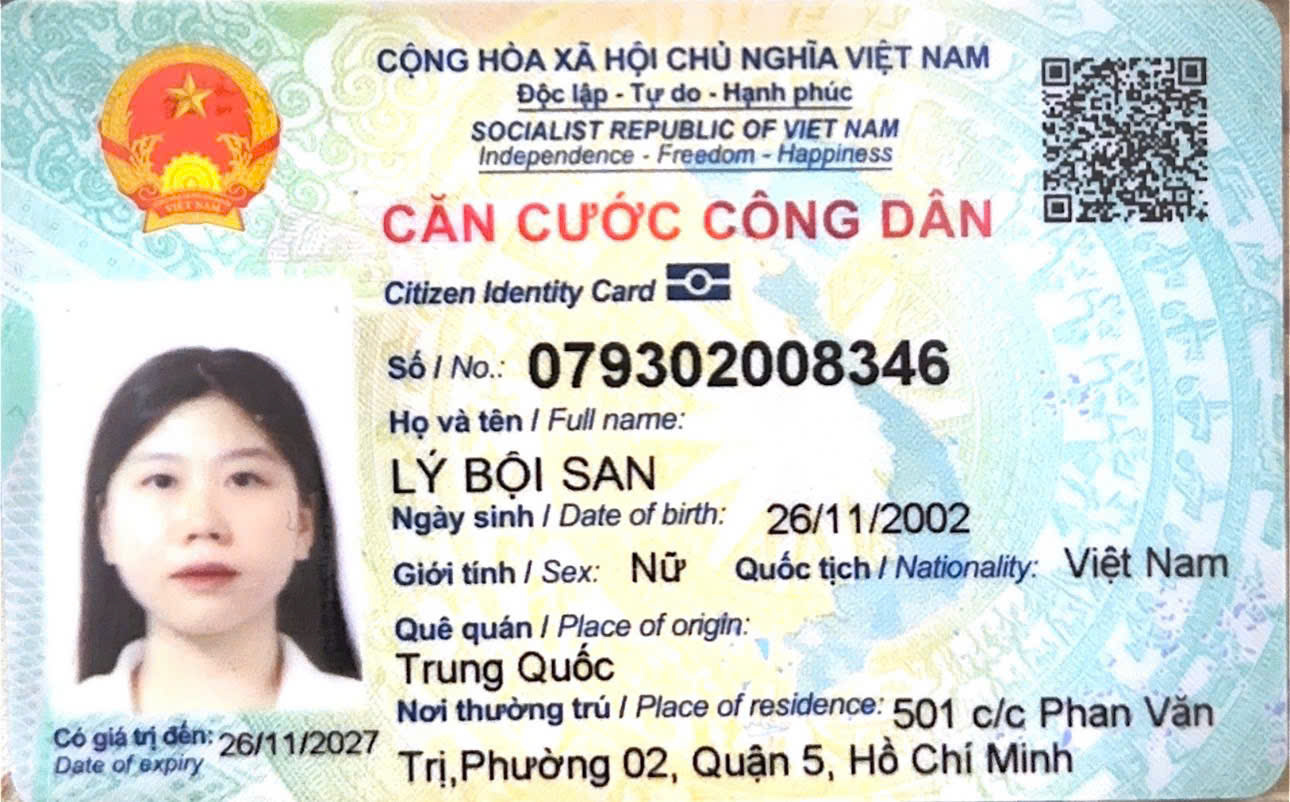 CỘNG HÒA XÃ HỘI CHỦ NGHĨA VIỆT NAM
Độc lập - Tự do - Hạnh phúc
SOCIALIST REPUBLIC OF VIET NAM
Independence - Freedom - Happiness
VIỆT NAM
CĂN CƯỚC CÔNG DÂN
Citizen Identity Card
Số / No.: 079302008346
Họ và tên / Full name:
LÝ BỘI SAN
Ngày sinh / Date of birth: 26/11/2002
Giới tính / Sex: Nữ Quốc tịch / Nationality: Việt Nam
Quê quán / Place of origin:
Trung Quốc
Nơi thường trú / Place of residence: 501 c/c Phan Văn
Trị,Phường 02, Quận 5, Hồ Chí Minh
Có giá trị đến: 26/11/2027
Date of expiry